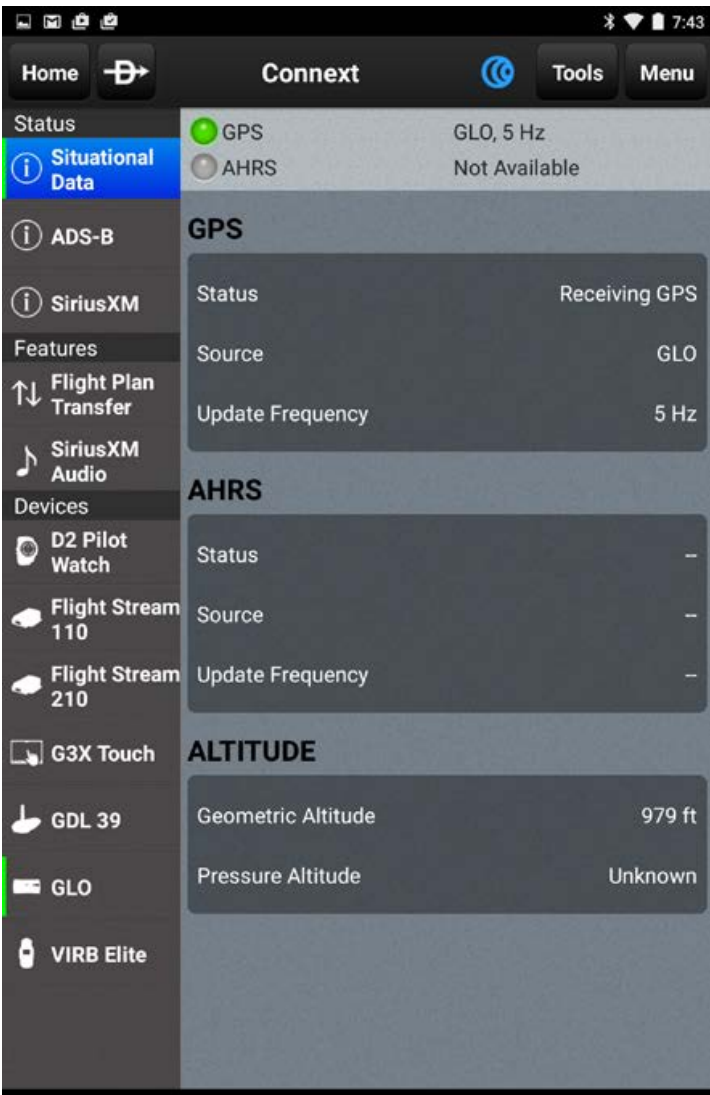 7:43
Home
Connext
Tools
Menu
Status
Situational
Data
ADS-B
SiriusXM
Features
Flight Plan
Transfer
SiriusXM
Audio
Devices
D2 Pilot
Watch
Flight Stream
110
Flight Stream
210
G3X Touch
GDL 39
GLO
VIRB Elite
GPS GLO, 5 Hz
AHRS Not Available
GPS
Status Receiving GPS
Source GLO
Update Frequency 5 Hz
AHRS
Status --
Source --
Update Frequency --
ALTITUDE
Geometric Altitude 979 ft
Pressure Altitude Unknown